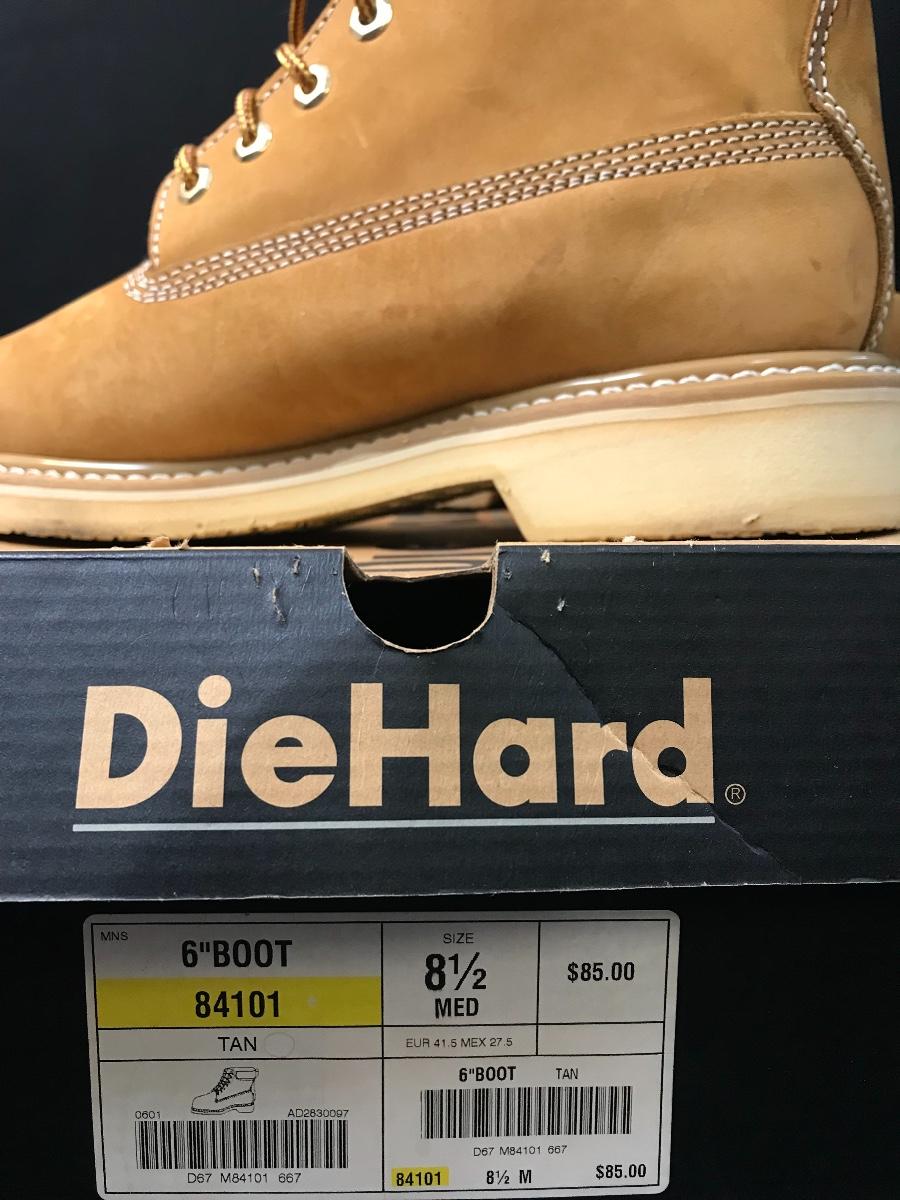 DieHard®
MNS
6"BOOT
84101
TAN
SIZE
8½
MED
$85.00
EUR 41.5 MEX 27.5
0601 AD2830097
D67 M84101 667
6"BOOT TAN
D67 M84101 667
84101 8½ M $85.00